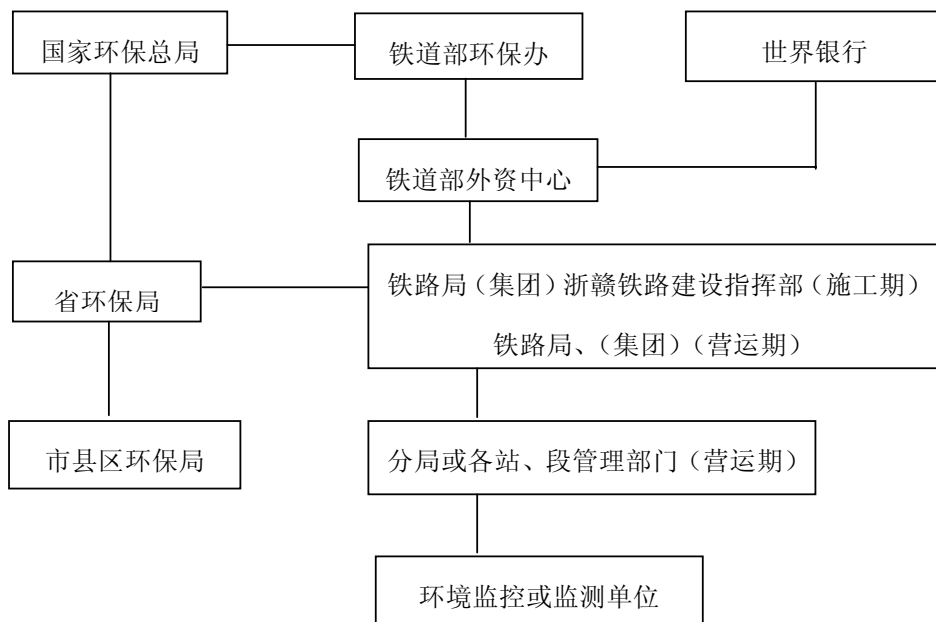 国家环保总局
铁道部环保办
世界银行
铁道部外资中心
省环保局
铁路局（集团）浙赣铁路建设指挥部（施工期）
铁路局、（集团）（营运期）
市县区环保局
分局或各站、段管理部门（营运期）
环境监控或监测单位